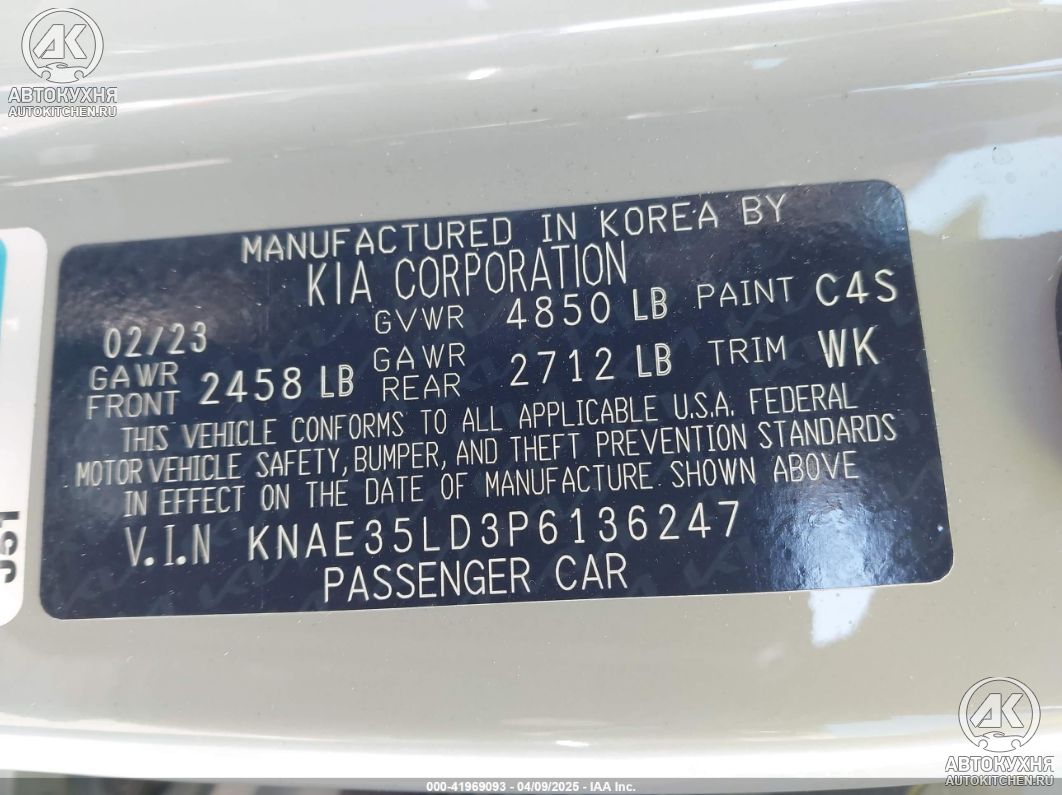 AK
АВТОКУХНЯ
AUTOKITCHEN.RU
MANUFACTURED IN KOREA BY
KIA CORPORATION
02/23 GVWR 4850 LB PAINT C4S
GAWR FRONT 2458 LB GAWR REAR 2712 LB TRIM WK
THIS VEHICLE CONFORMS TO ALL APPLICABLE U.S.A. FEDERAL
MOTOR VEHICLE SAFETY, BUMPER, AND THEFT PREVENTION STANDARDS
IN EFFECT ON THE DATE OF MANUFACTURE SHOWN ABOVE
V.I.N KNAE35LD3P6136247
PASSENGER CAR
AK
АВТОКУХНЯ
AUTOKITCHEN.RU
000-41969093 - 04/09/2025 - IAA Inc.